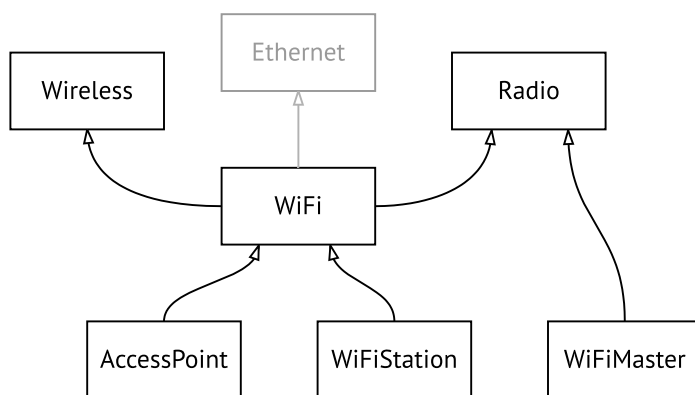 Ethernet
Wireless
Radio
WiFi
AccessPoint
WiFiStation
WiFiMaster